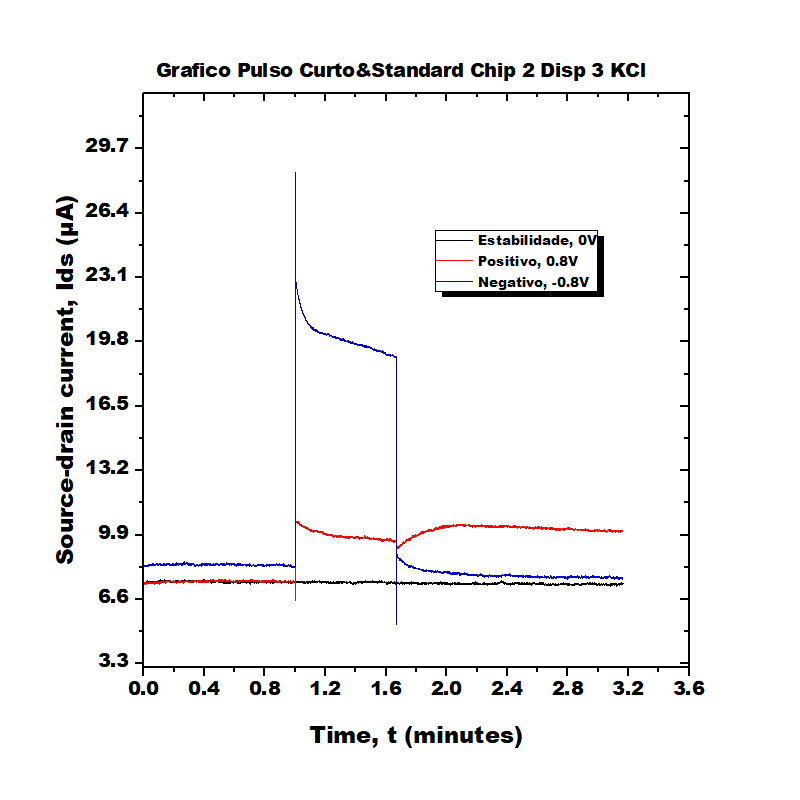 Grafico Pulso Curto&Standard Chip 2 Disp 3 KCl
29.7
26.4
23.1
19.8
16.5
13.2
9.9
6.6
3.3
Source-drain current, Ids (µA)
Estabilidade, 0V
Positivo, 0.8V
Negativo, -0.8V
0.0 0.4 0.8 1.2 1.6 2.0 2.4 2.8 3.2 3.6
Time, t (minutes)